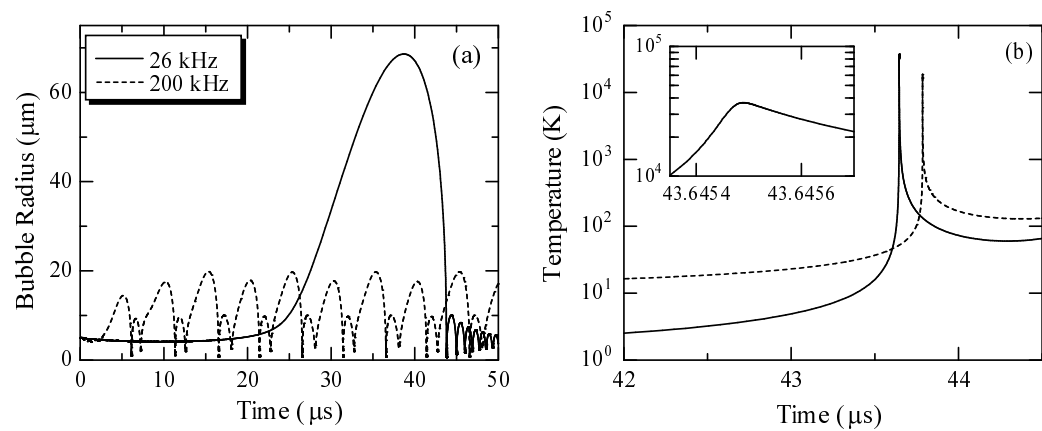 (a)
26 kHz
200 kHz
Bubble Radius (μm)
60
40
20
0
0 10 20 30 40 50
Time (μs)
(b)
Temperature (K)
10^5
10^4
10^3
10^2
10^1
10^0
10^5
10^4
43.6454 43.6456
42 43 44
Time (μs)